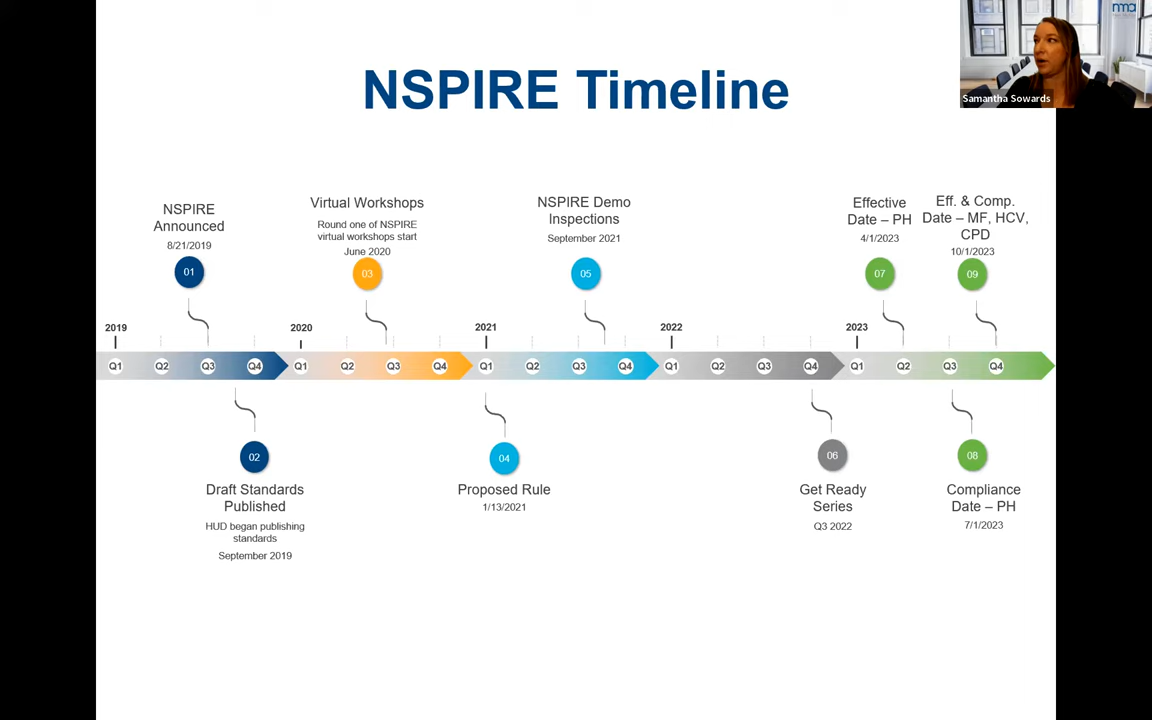 nma
Samantha Sowards
NSPIRE Timeline
NSPIRE
Announced
8/21/2019
01
Virtual Workshops
Round one of NSPIRE
virtual workshops start
June 2020
03
NSPIRE Demo
Inspections
September 2021
05
Effective
Date – PH
4/1/2023
07
Eff. & Comp.
Date – MF, HCV,
CPD
10/1/2023
09
2019 2020 2021 2022 2023
Q1 Q2 Q3 Q4 Q1 Q2 Q3 Q4 Q1 Q2 Q3 Q4 Q1 Q2 Q3 Q4 Q1 Q2 Q3 Q4
02
Draft Standards
Published
HUD began publishing
standards
September 2019
04
Proposed Rule
1/13/2021
06
Get Ready
Series
Q3 2022
08
Compliance
Date – PH
7/1/2023